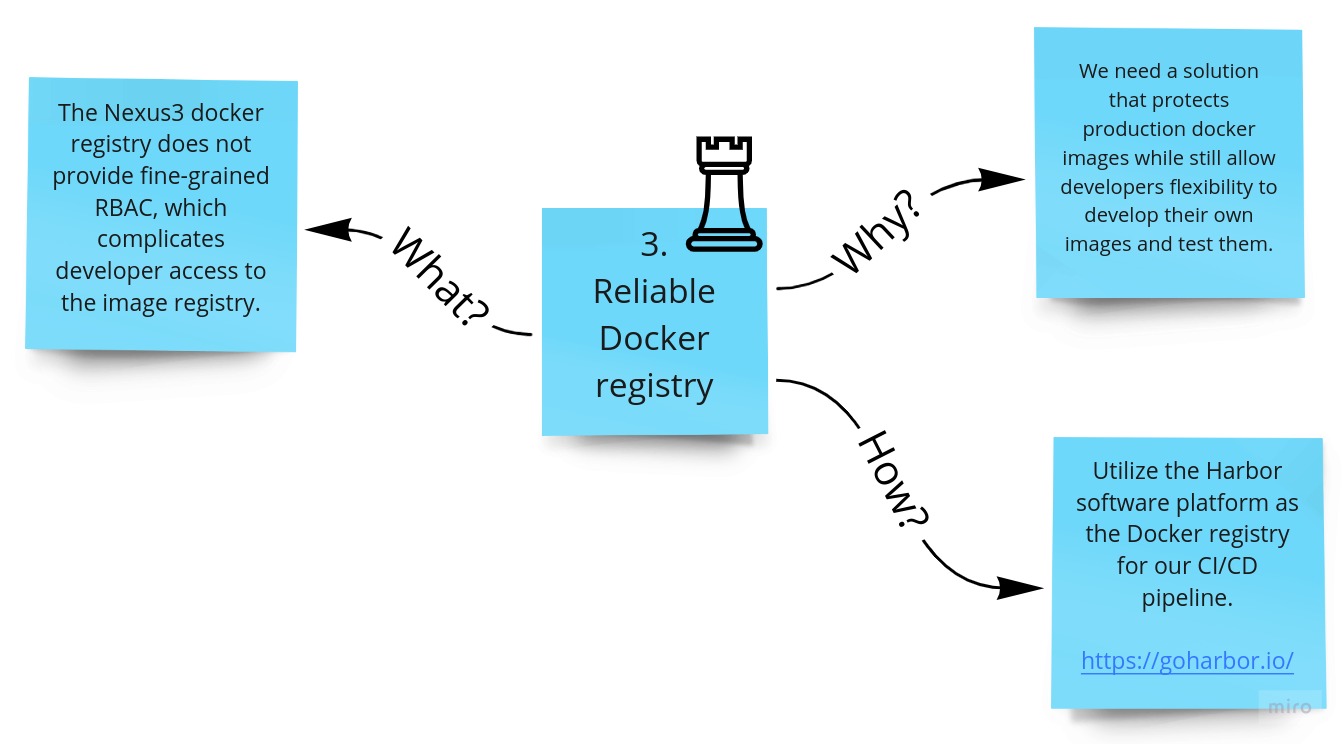 The Nexus3 docker
registry does not
provide fine-grained
RBAC, which
complicates
developer access to
the image registry.
What?
3.
Reliable
Docker
registry
Why?
We need a solution
that protects
production docker
images while still allow
developers flexibility to
develop their own
images and test them.
How?
Utilize the Harbor
software platform as
the Docker registry
for our CI/CD
pipeline.
https://goharbor.io/
miro